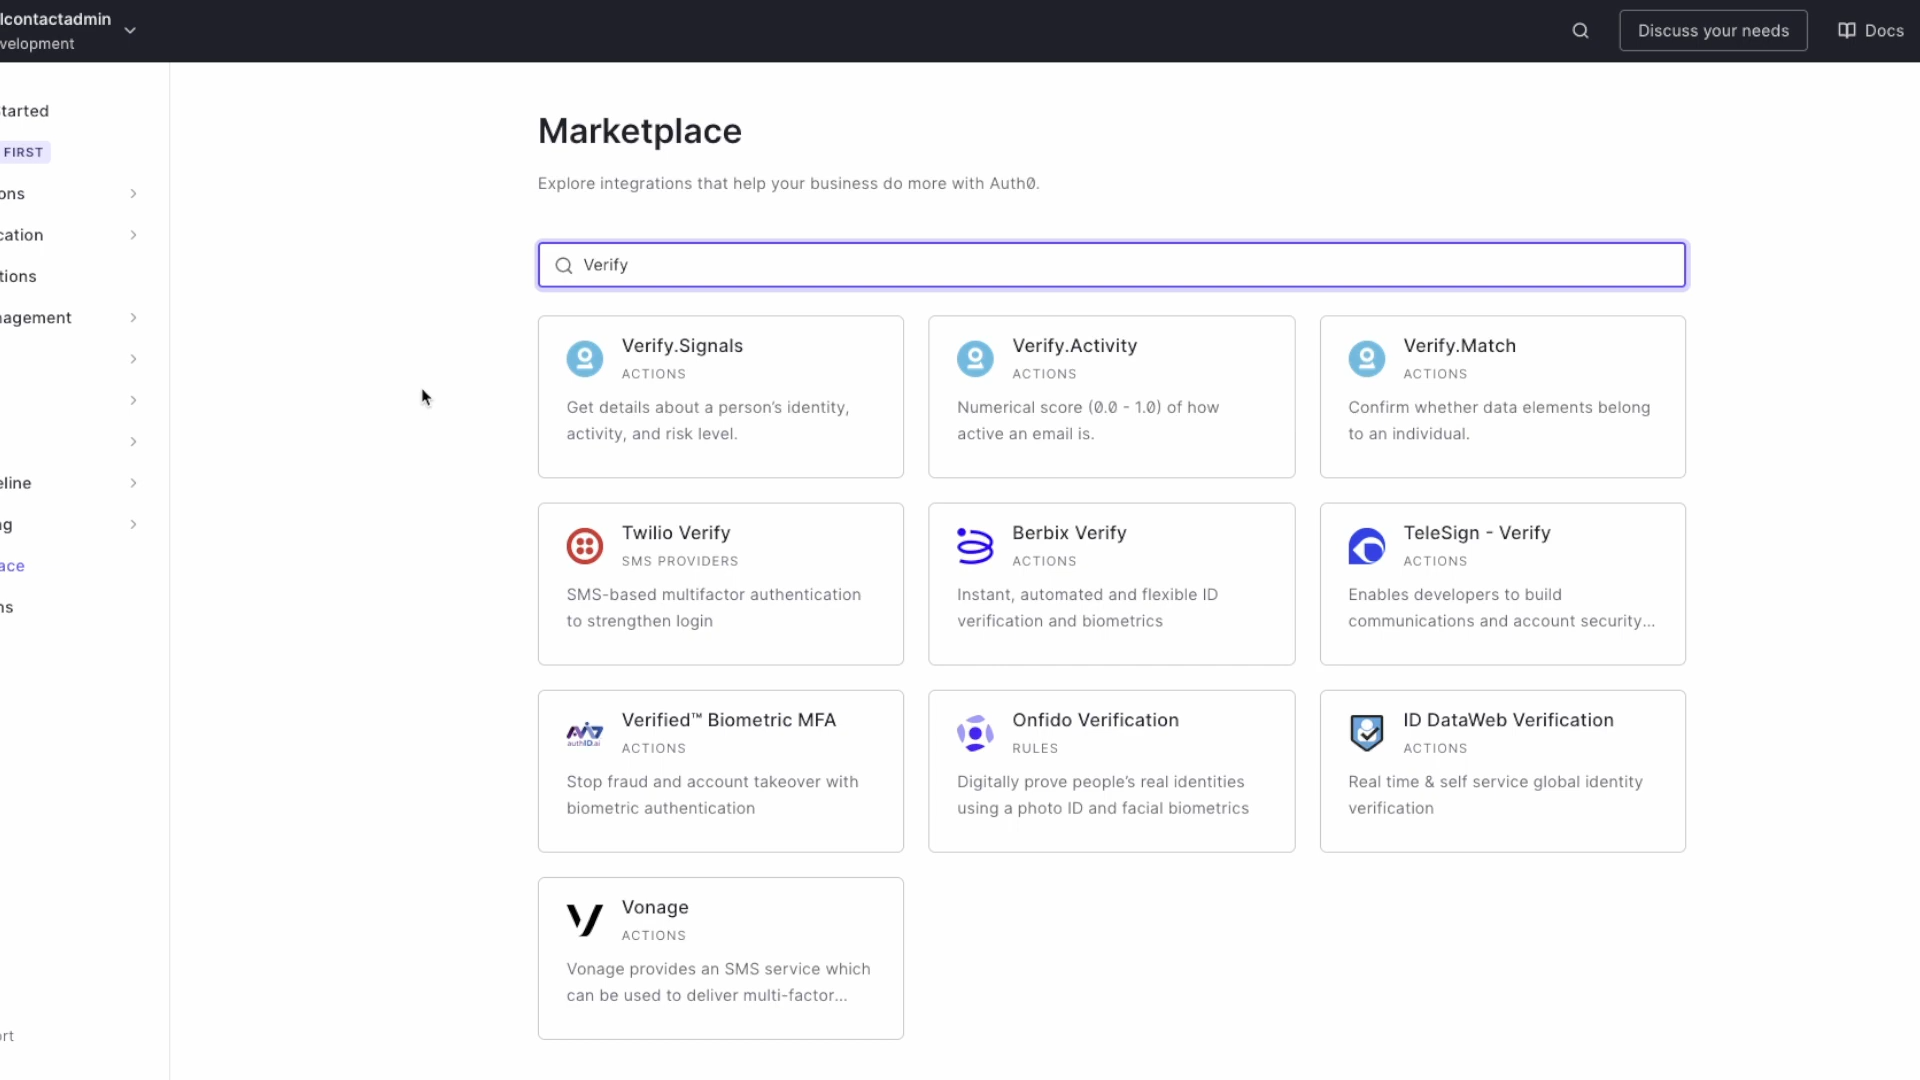 lcontactadmin
velopment
Discuss your needs
Docs
tarted
FIRST
ons
cation
tions
nagement
eline
ng
ace
ns
ort
Marketplace
Explore integrations that help your business do more with Auth0.
Verify
Verify.Signals
ACTIONS
Get details about a person’s identity,
activity, and risk level.
Verify.Activity
ACTIONS
Numerical score (0.0 - 1.0) of how
active an email is.
Verify.Match
ACTIONS
Confirm whether data elements belong
to an individual.
Twilio Verify
SMS PROVIDERS
SMS-based multifactor authentication
to strengthen login
Berbix Verify
ACTIONS
Instant, automated and flexible ID
verification and biometrics
TeleSign - Verify
ACTIONS
Enables developers to build
communications and account security...
authID.ai
Verified™ Biometric MFA
ACTIONS
Stop fraud and account takeover with
biometric authentication
Onfido Verification
RULES
Digitally prove people’s real identities
using a photo ID and facial biometrics
ID DataWeb Verification
ACTIONS
Real time & self service global identity
verification
Vonage
ACTIONS
Vonage provides an SMS service which
can be used to deliver multi-factor...